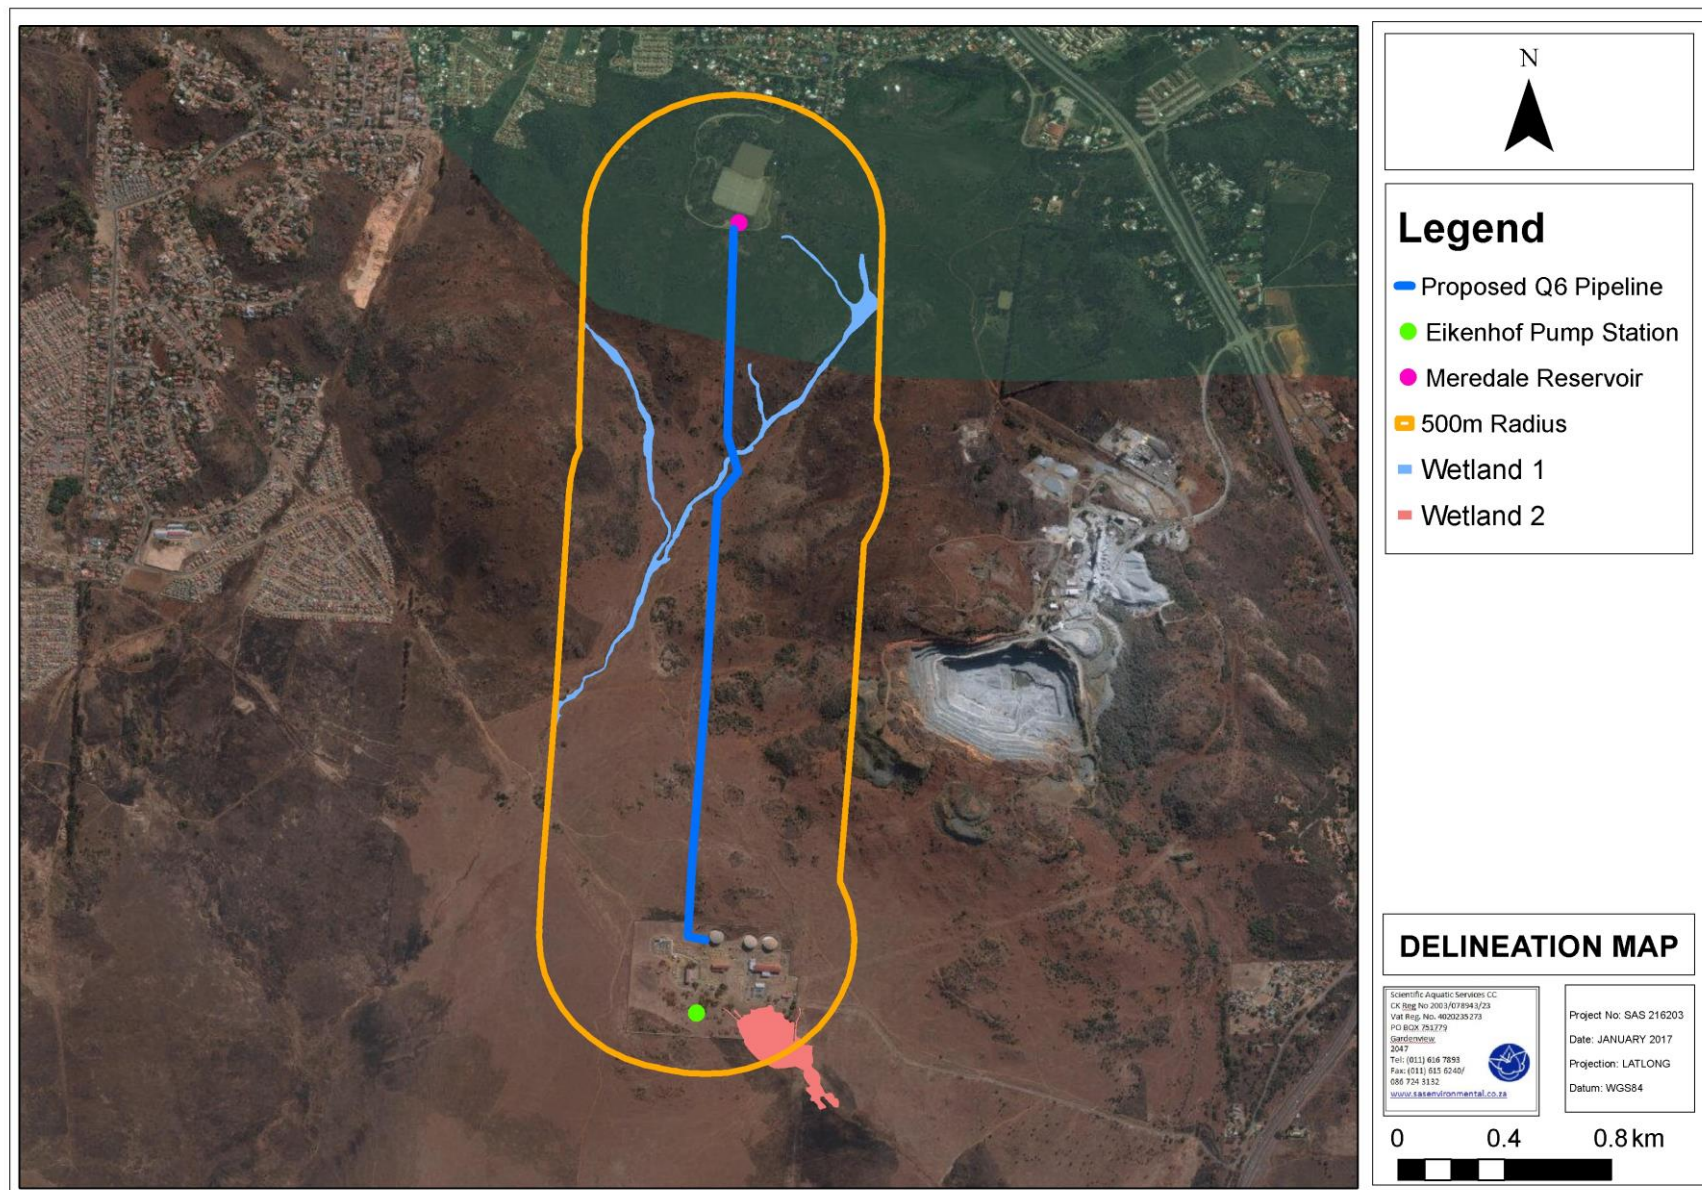 N
Legend
Proposed Q6 Pipeline
Eikenhof Pump Station
Meredale Reservoir
500m Radius
Wetland 1
Wetland 2
DELINEATION MAP
Scientific Aquatic Services CC
CK Reg No 2003/078943/23
Vat Reg. No. 4020235273
PO BOX 751779
Gardenview
2047
Tel: (011) 616 7893
Fax: (011) 615 6240/
086 724 3132
www.sasenvironmental.co.za
Project No: SAS 216203
Date: JANUARY 2017
Projection: LATLONG
Datum: WGS84
0 0.4 0.8 km